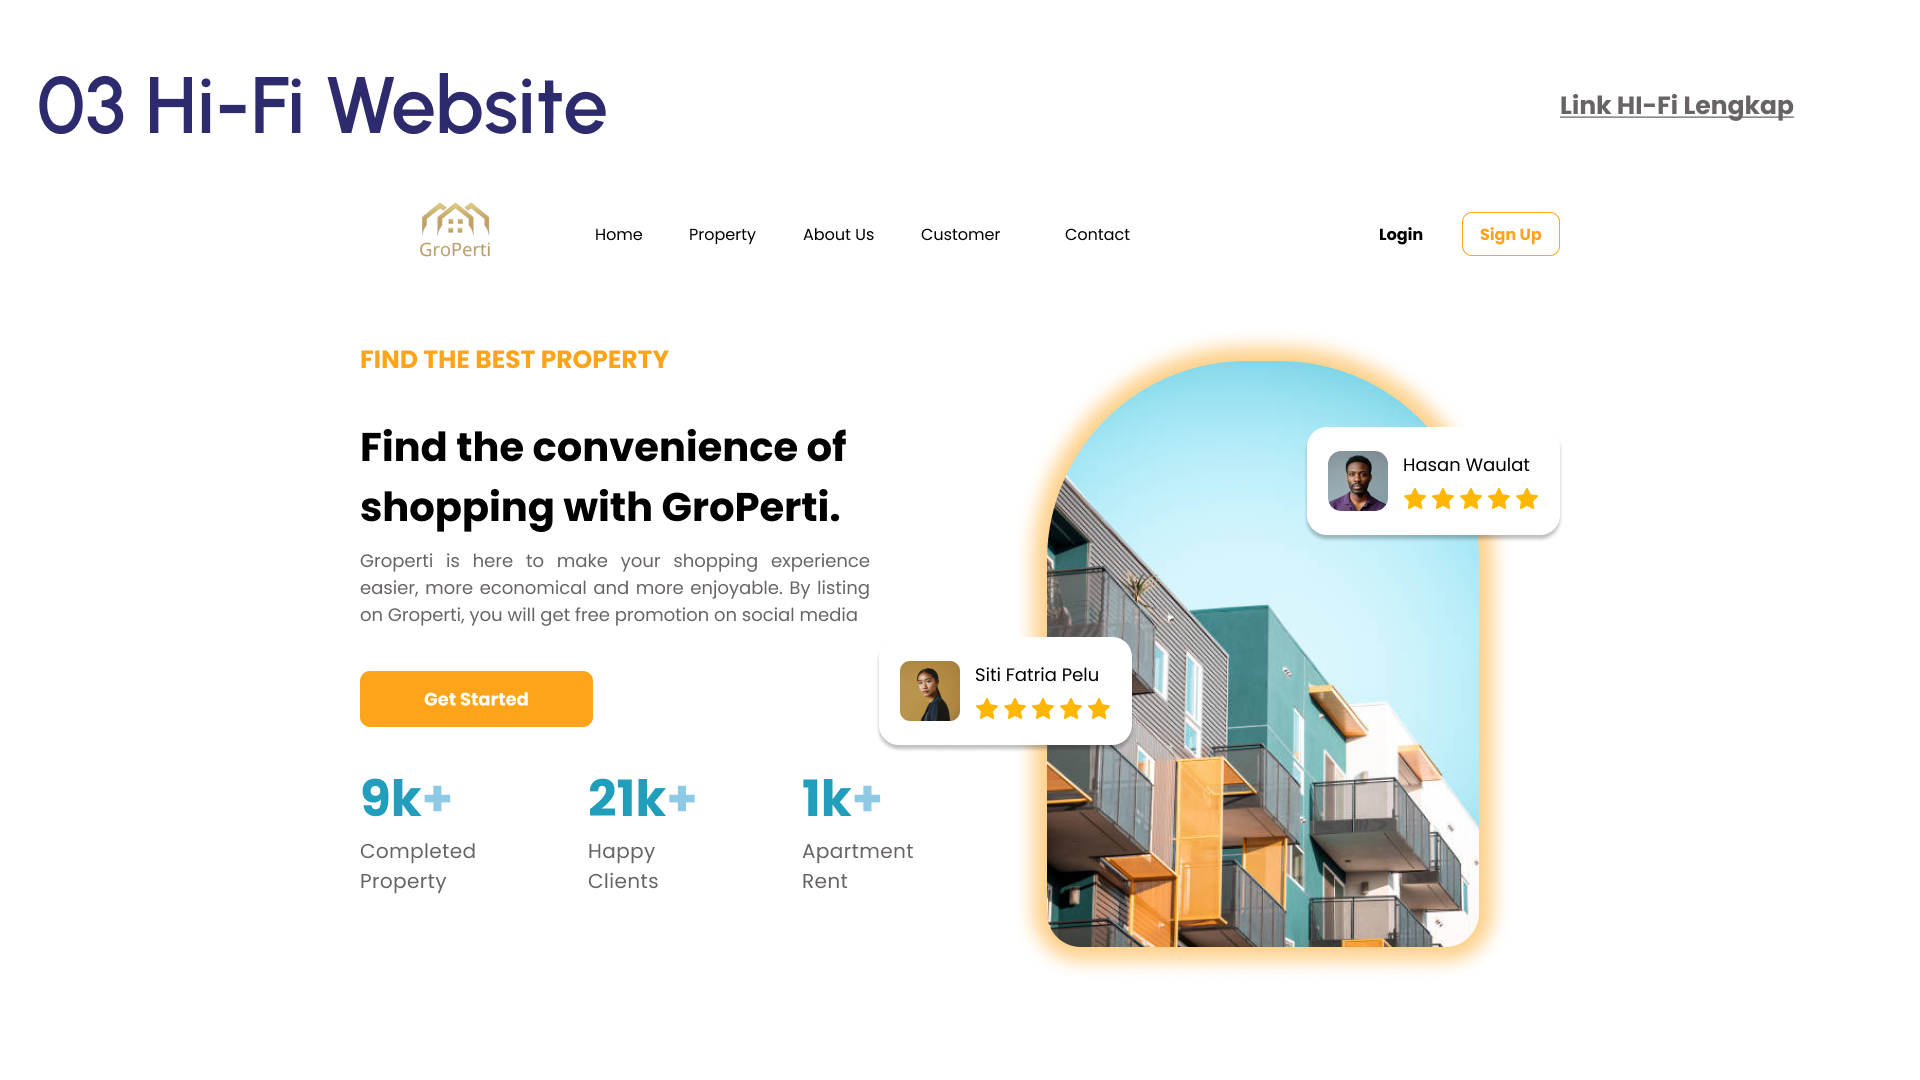 03 Hi-Fi Website
Link HI-Fi Lengkap
GroPerti
Home
Property
About Us
Customer
Contact
Login
Sign Up
FIND THE BEST PROPERTY
Find the convenience of
shopping with GroPerti.
Groperti is here to make your shopping experience
easier, more economical and more enjoyable. By listing
on Groperti, you will get free promotion on social media
Get Started
9k+
Completed
Property
21k+
Happy
Clients
1k+
Apartment
Rent
Hasan Waulat
Siti Fatria Pelu